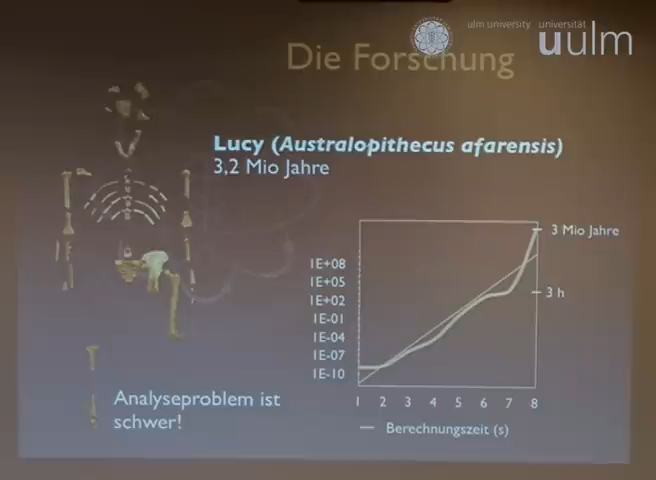 ulm university universität
uulm
Die Forschung
Lucy (Australopithecus afarensis)
3,2 Mio Jahre
3 Mio Jahre
1E+08
1E+05
3 h
1E+02
1E-01
1E-04
1E-07
1E-10
1 2 3 4 5 6 7 8
Berechnungszeit (s)
Analyseproblem ist
schwer!